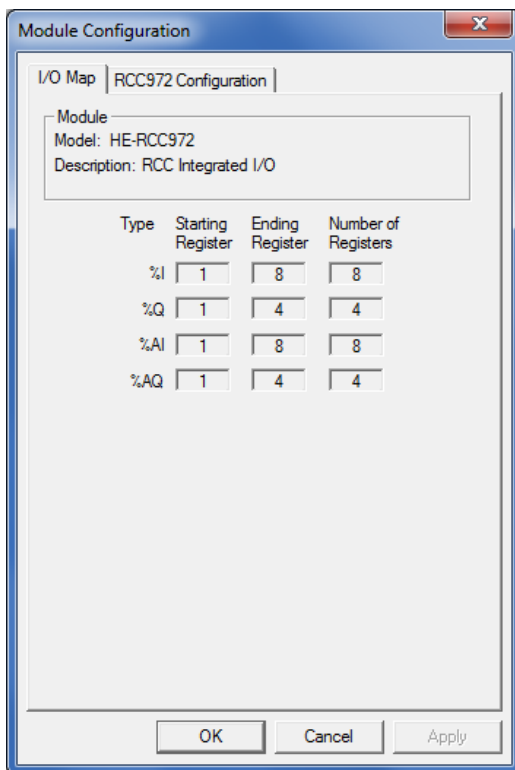 Module Configuration
I/O Map
RCC972 Configuration
Module
Model: HE-RCC972
Description: RCC Integrated I/O
Type Starting Register Ending Register Number of Registers
%I 1 8 8
%Q 1 4 4
%AI 1 8 8
%AQ 1 4 4
OK Cancel Apply